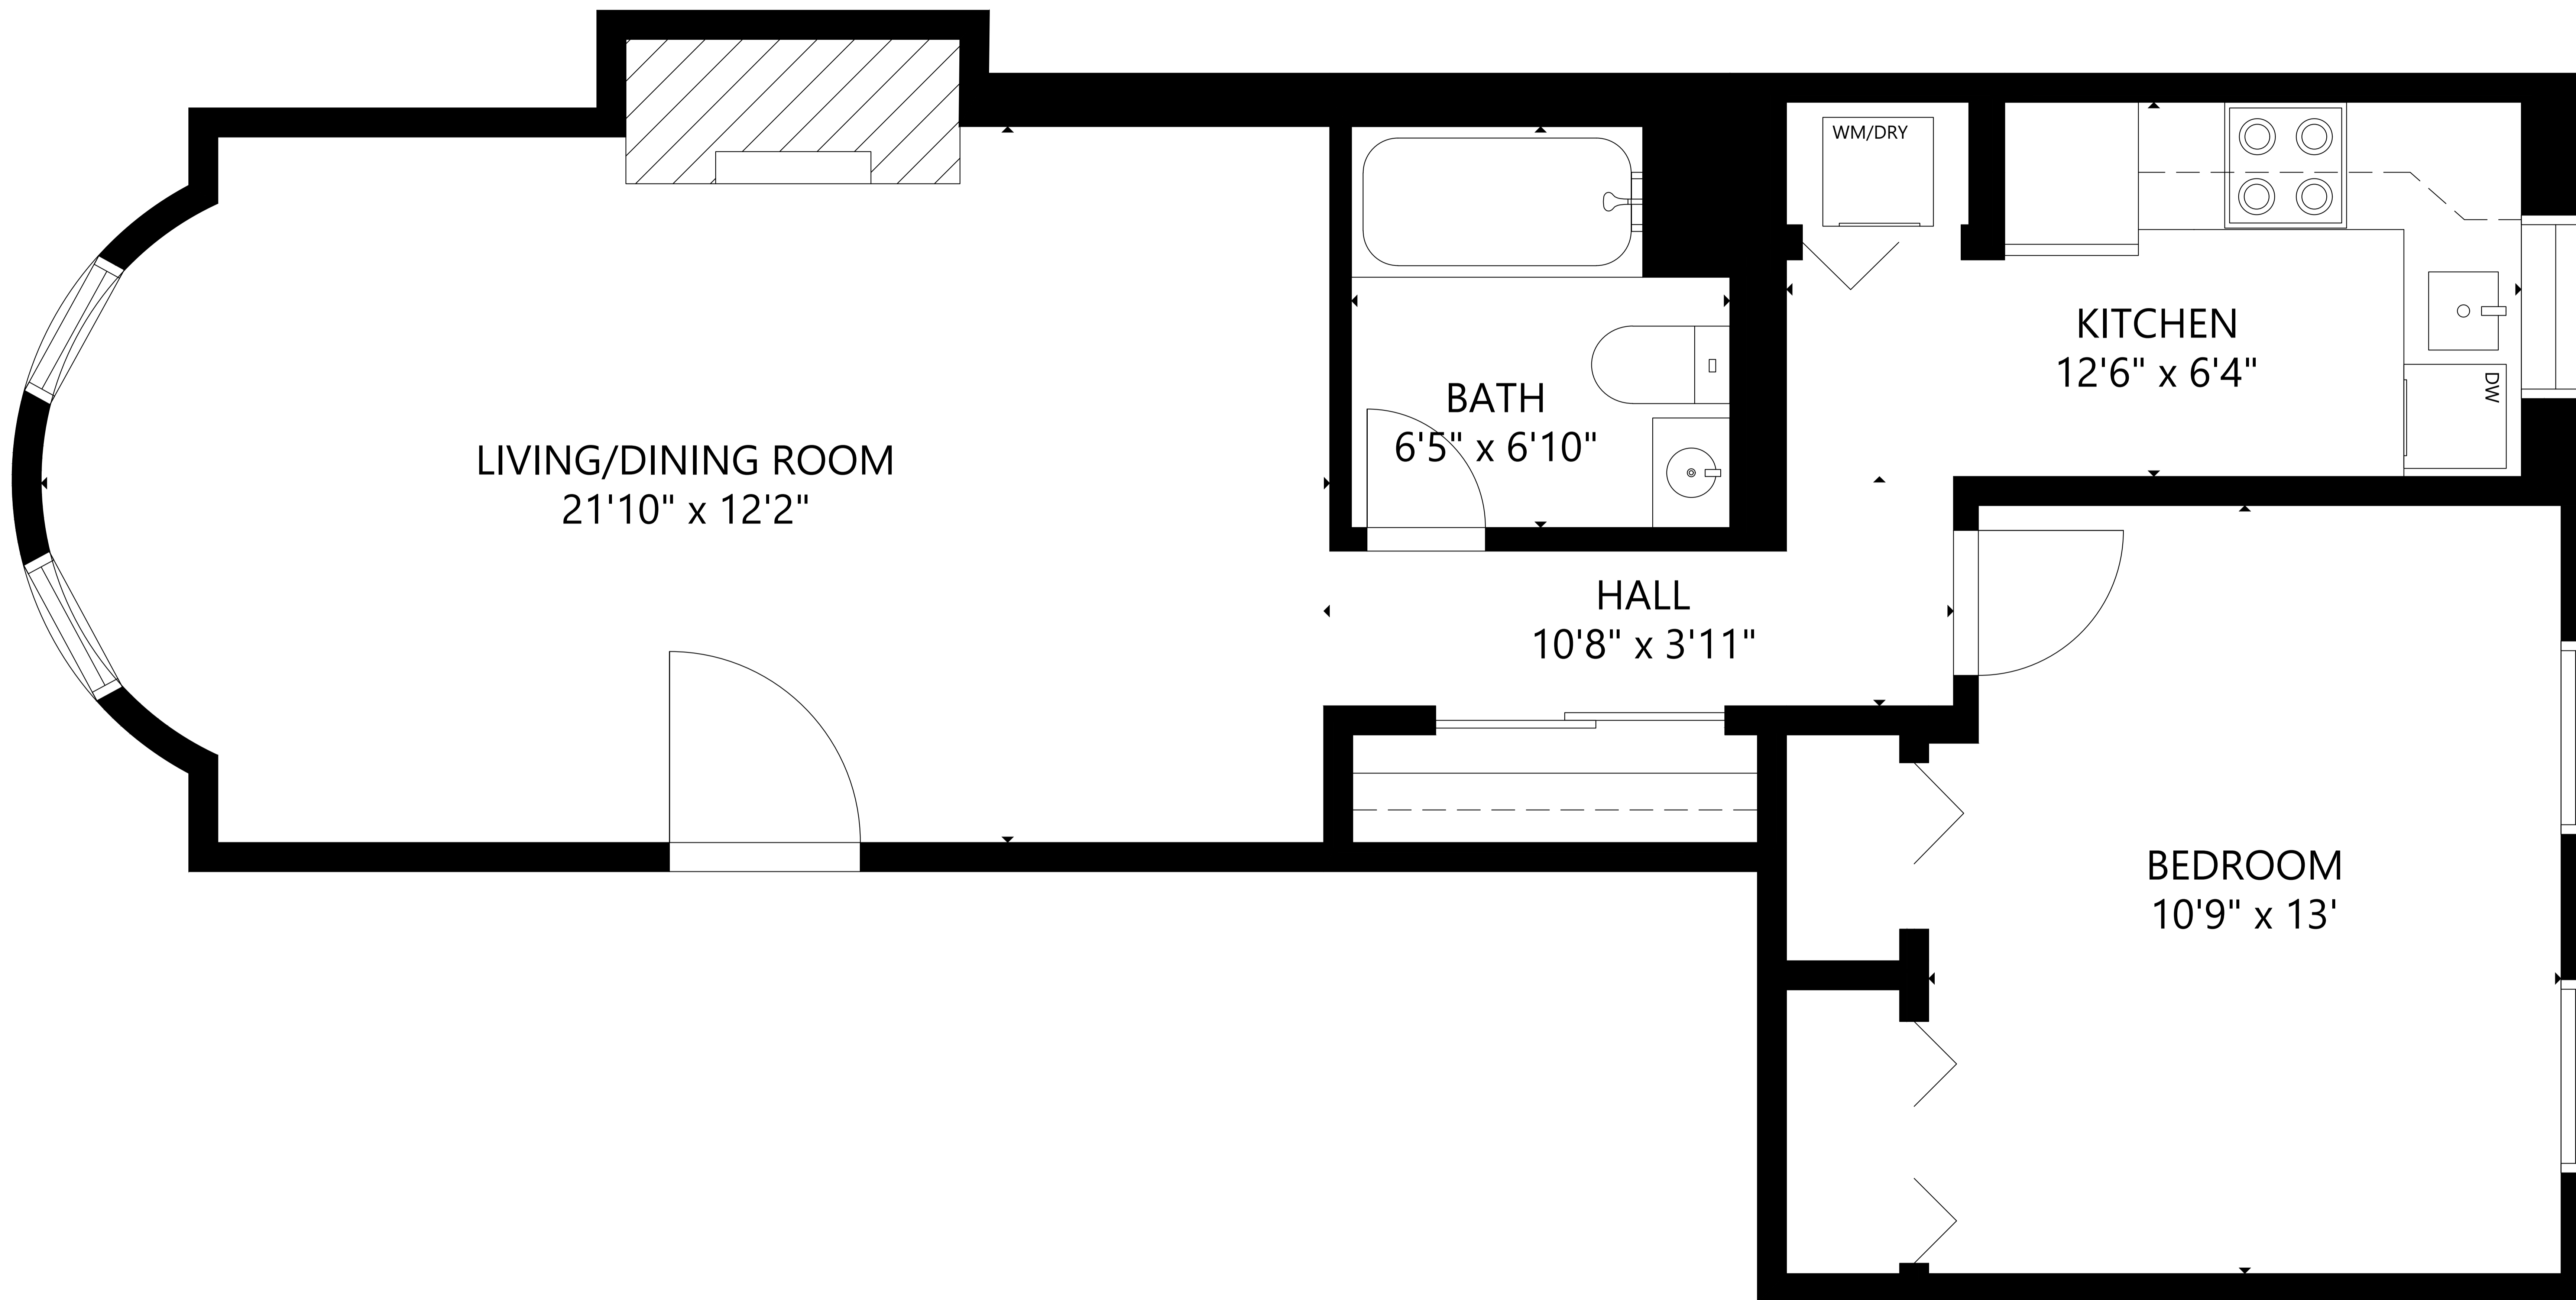 WM/DRY
KITCHEN
12'6" x 6'4"
DW
BATH
6'5" x 6'10"
LIVING/DINING ROOM
21'10" x 12'2"
HALL
10'8" x 3'11"
BEDROOM
10'9" x 13'